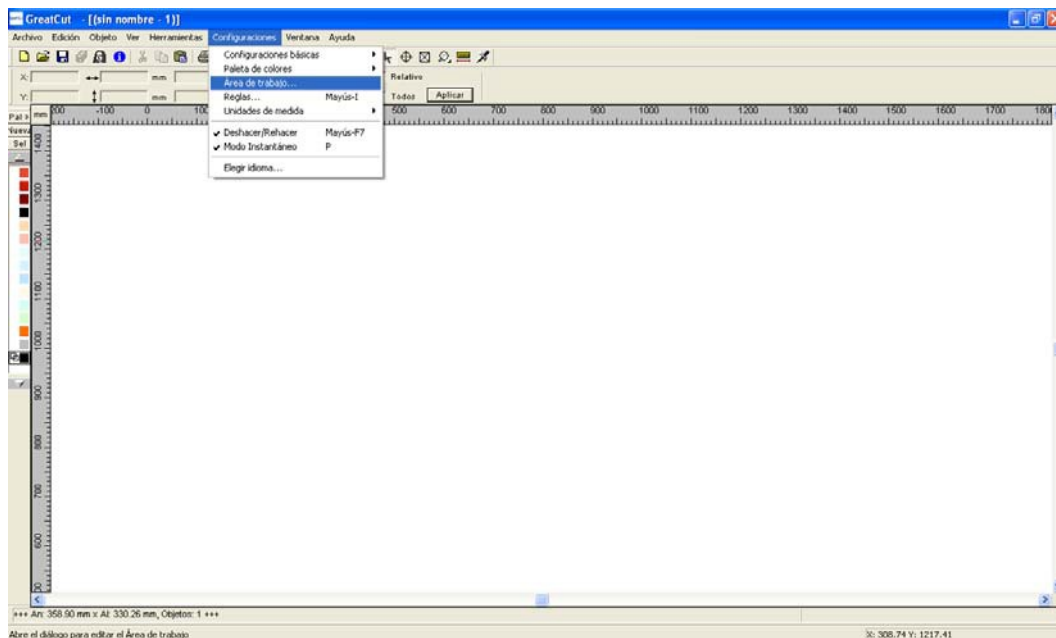 GreatCut - [(sin nombre - 1)]
Archivo Edición Objeto Ver Herramientas Configuraciones Ventana Ayuda
Configuraciones básicas
Paleta de colores
Area de trabajo...
Reglas... Mayús-I
Unidades de medida
Deshacer/Rehacer Mayús-F7
Modo Instantáneo P
Elegir idioma...
X: mm Relativo
Y: mm Todos Aplicar
Pal mm 200 -100 0 100 500 600 700 800 900 1000 1100 1200 1300 1400 1500 1600 1700 180
Nueva
Sel
1400
1300
1200
1100
1000
900
800
700
600
+++ An: 358.90 mm x Al: 330.26 mm, Objetos: 1 +++
Abre el diálogo para editar el Área de trabajo X: 308.74 Y: 1217.41